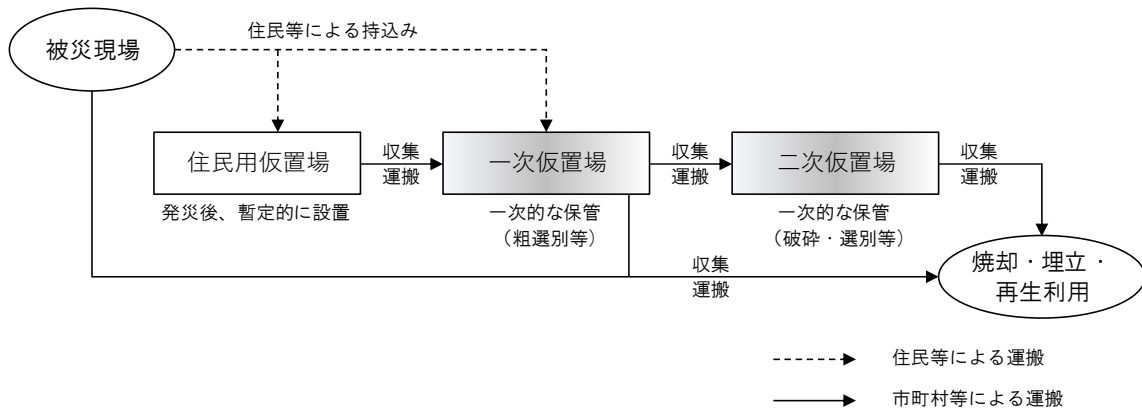 住民等による持込み
被災現場
住民用仮置場
収集
運搬
一次仮置場
収集
運搬
二次仮置場
収集
運搬
発災後、暫定的に設置
一次的な保管
（粗選別等）
一次的な保管
（破砕・選別等）
収集
運搬
焼却・埋立・
再生利用
住民等による運搬
市町村等による運搬